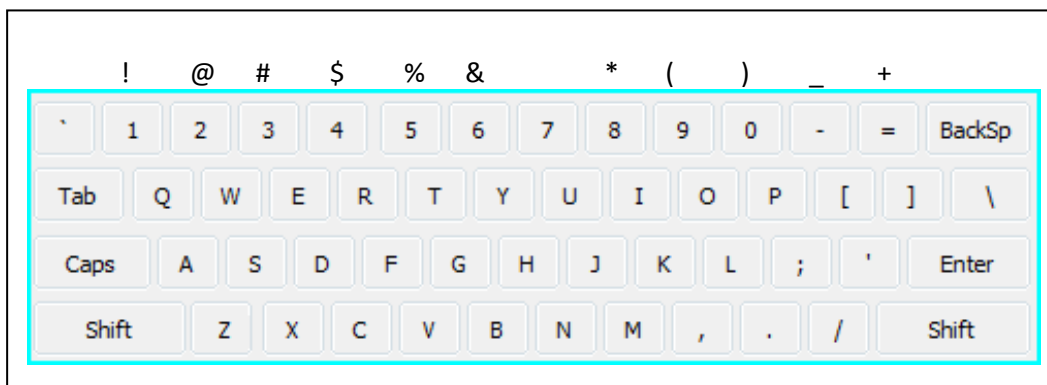 ! @ # $ % & * ( ) _ +
` 1 2 3 4 5 6 7 8 9 0 - = BackSp
Tab Q W E R T Y U I O P [ ] \
Caps A S D F G H J K L ; ' Enter
Shift Z X C V B N M , . / Shift